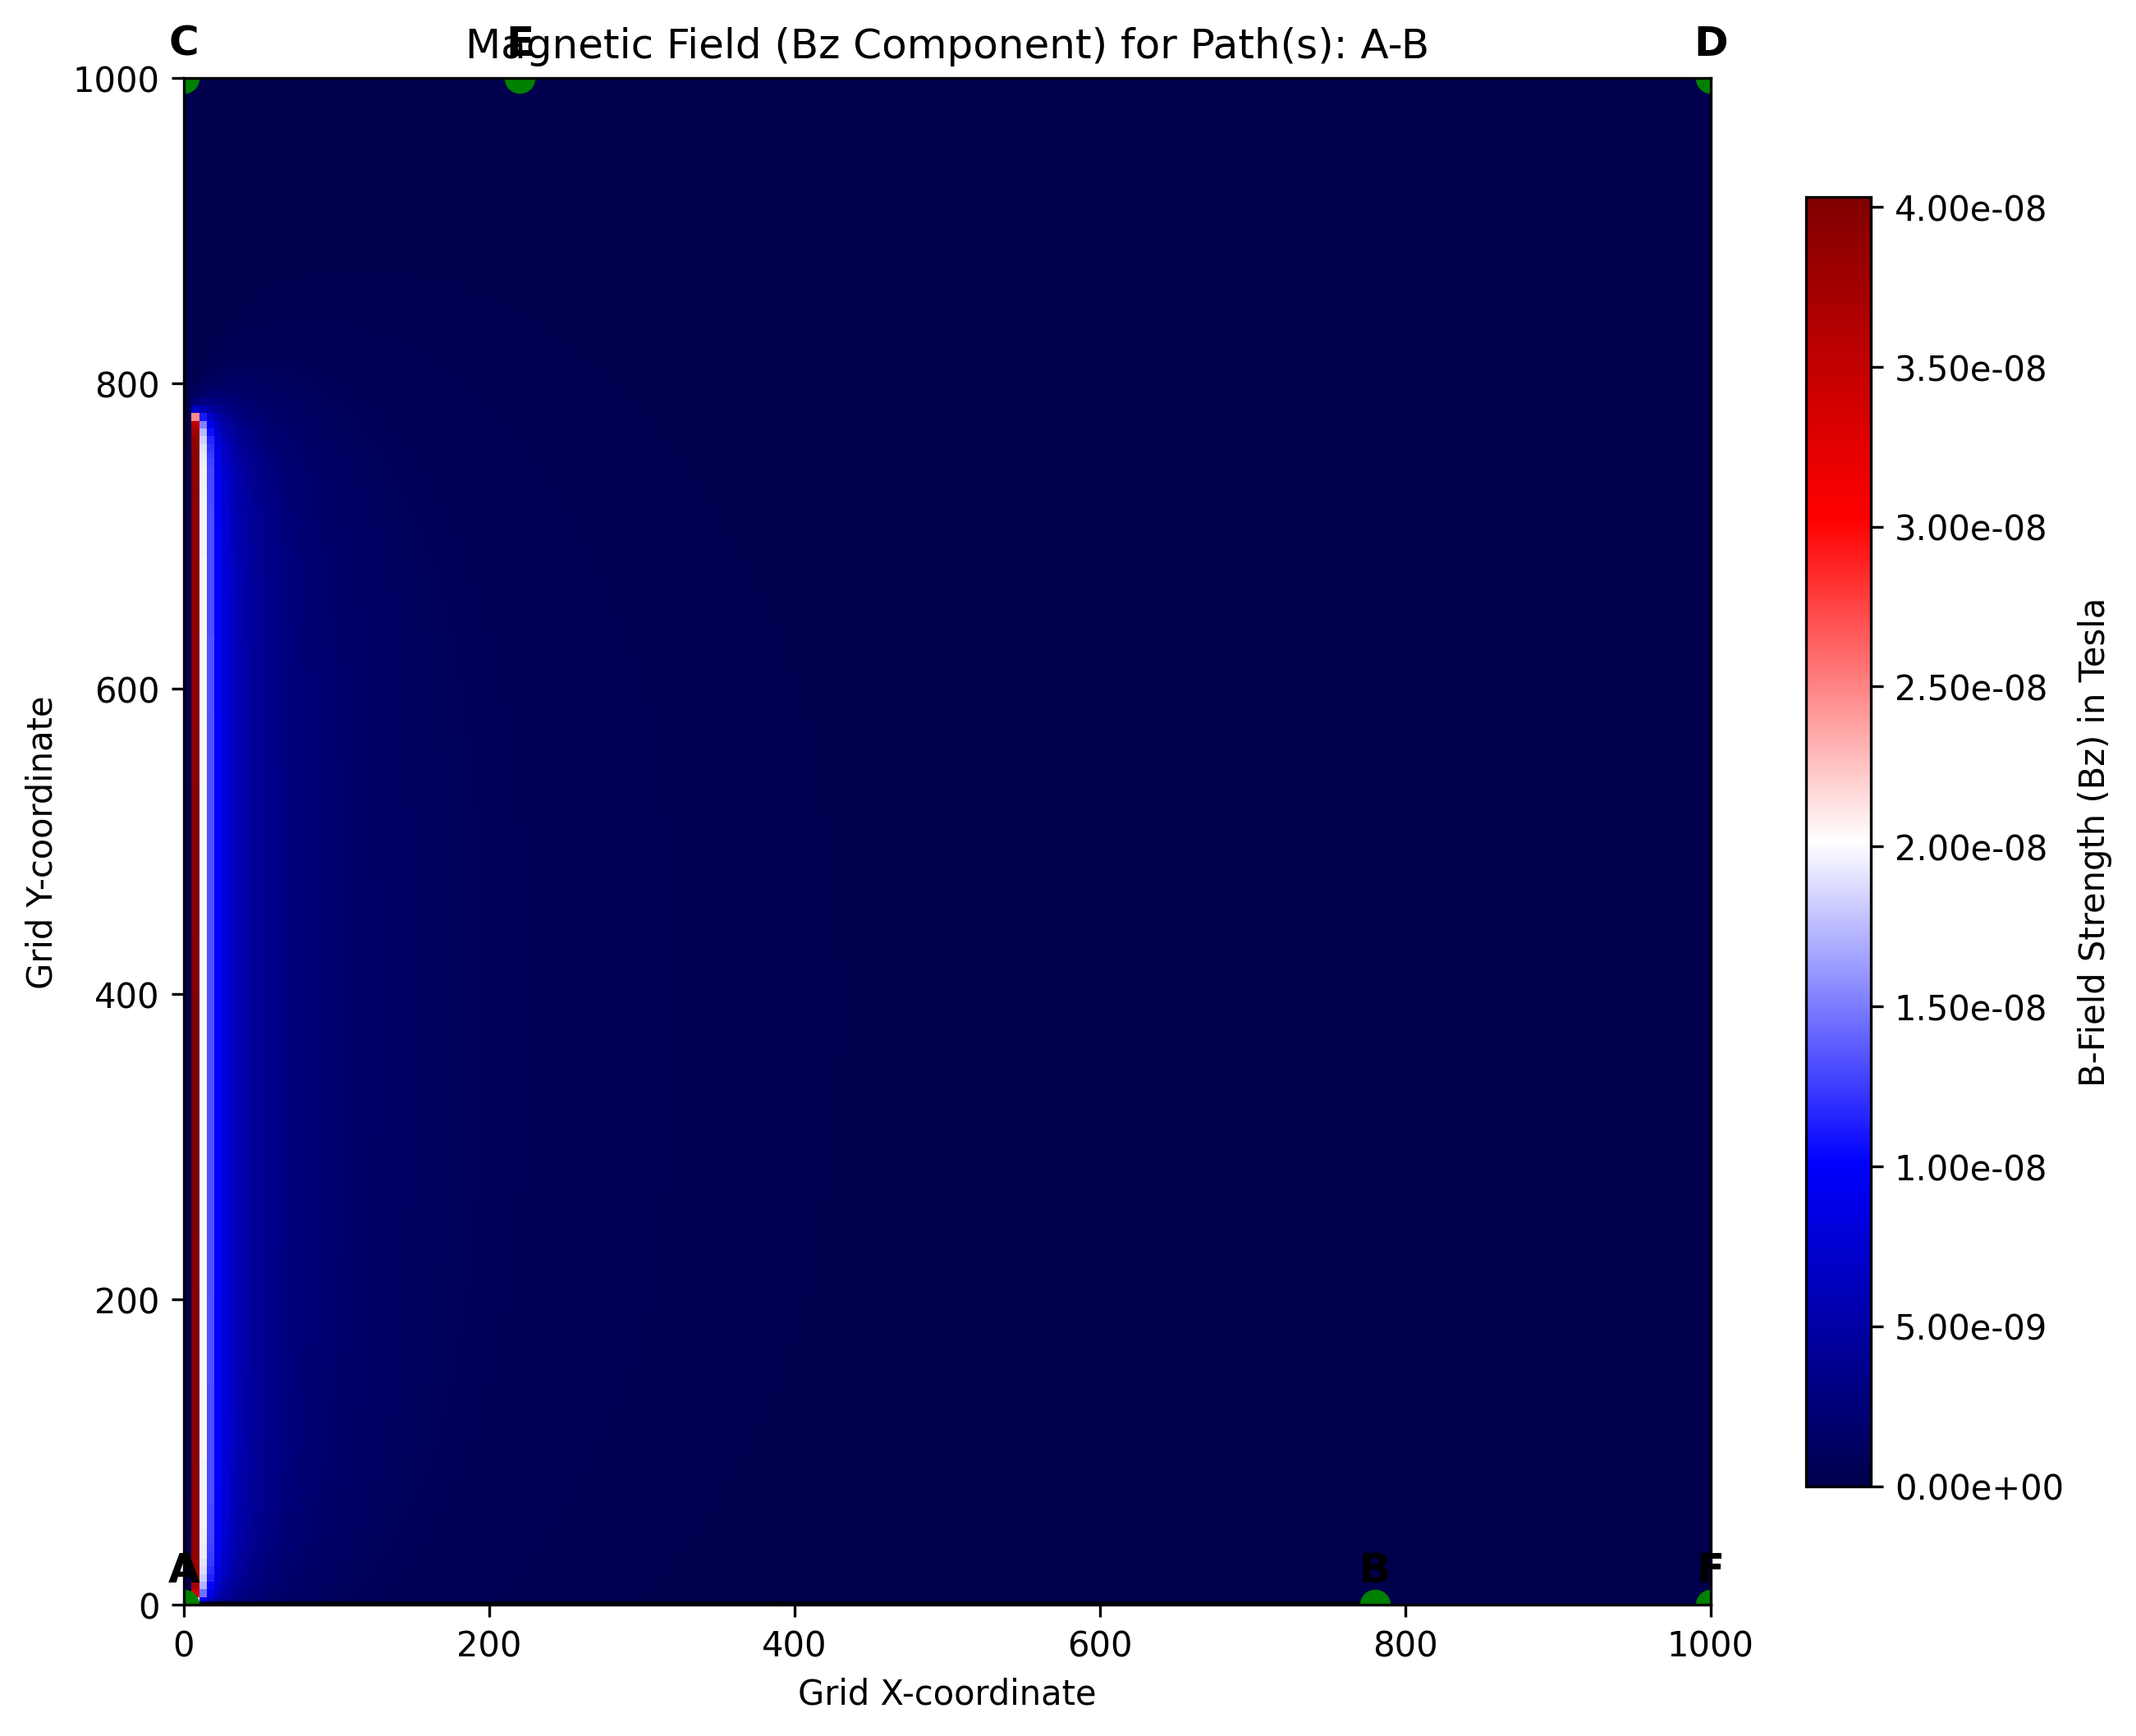 C
E
D
Magnetic Field (Bz Component) for Path(s): A-B
1000
800
600
400
200
0
Grid Y-coordinate
A
B
F
0
200
400
600
800
1000
Grid X-coordinate
4.00e-08
3.50e-08
3.00e-08
2.50e-08
2.00e-08
1.50e-08
1.00e-08
5.00e-09
0.00e+00
B-Field Strength (Bz) in Tesla